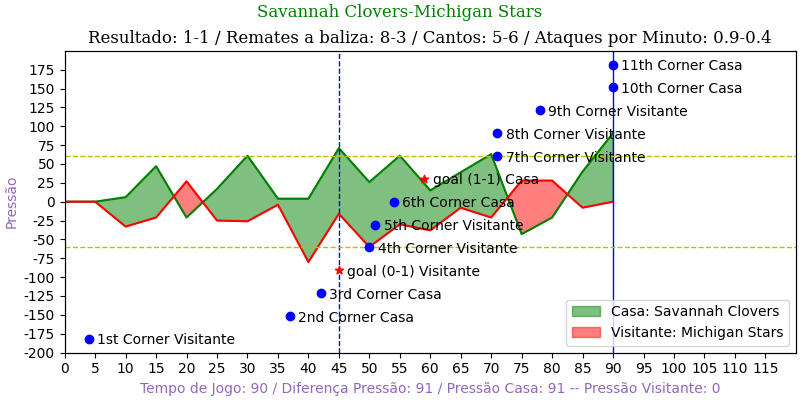 Savannah Clovers-Michigan Stars
Resultado: 1-1 / Remates a baliza: 8-3 / Cantos: 5-6 / Ataques por Minuto: 0.9-0.4
175
150
125
100
75
50
25
0
-25
-50
-75
-100
-125
-150
-175
-200
Pressão
11th Corner Casa
10th Corner Casa
9th Corner Visitante
8th Corner Visitante
7th Corner Visitante
goal (1-1) Casa
6th Corner Casa
5th Corner Visitante
4th Corner Visitante
goal (0-1) Visitante
3rd Corner Casa
2nd Corner Casa
1st Corner Visitante
Casa: Savannah Clovers
Visitante: Michigan Stars
0 5 10 15 20 25 30 35 40 45 50 55 60 65 70 75 80 85 90 95 100 105 110 115
Tempo de Jogo: 90 / Diferença Pressão: 91 / Pressão Casa: 91 -- Pressão Visitante: 0